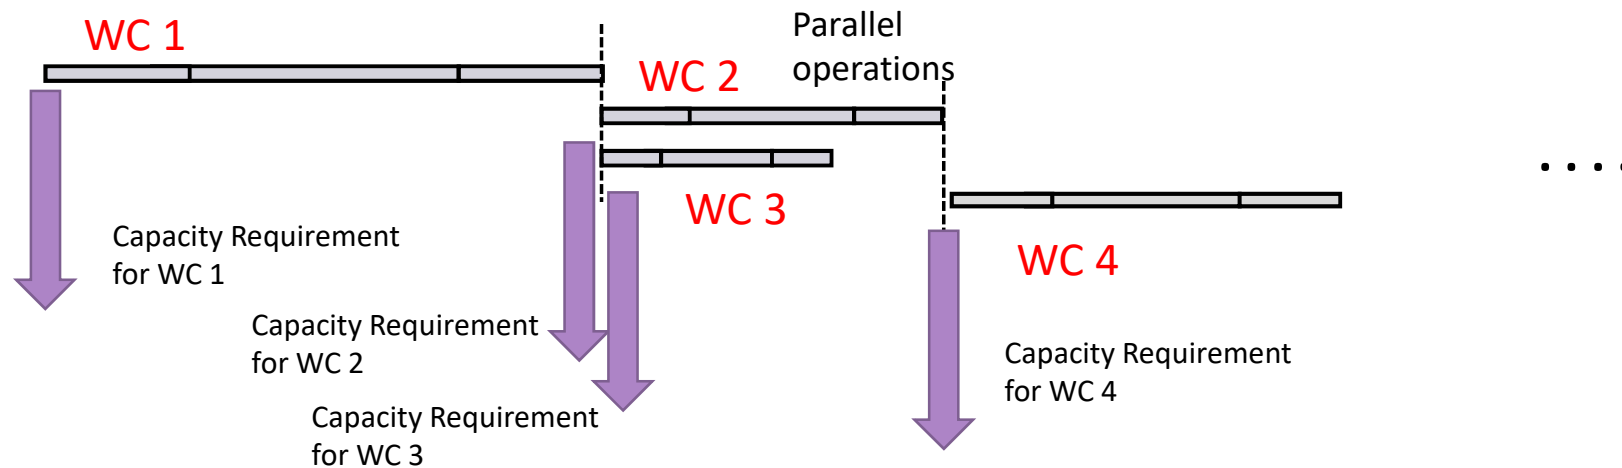 WC 1
Parallel
operations
WC 2
WC 3
Capacity Requirement
for WC 1
WC 4
Capacity Requirement
for WC 2
Capacity Requirement
for WC 4
Capacity Requirement
for WC 3
. . . .